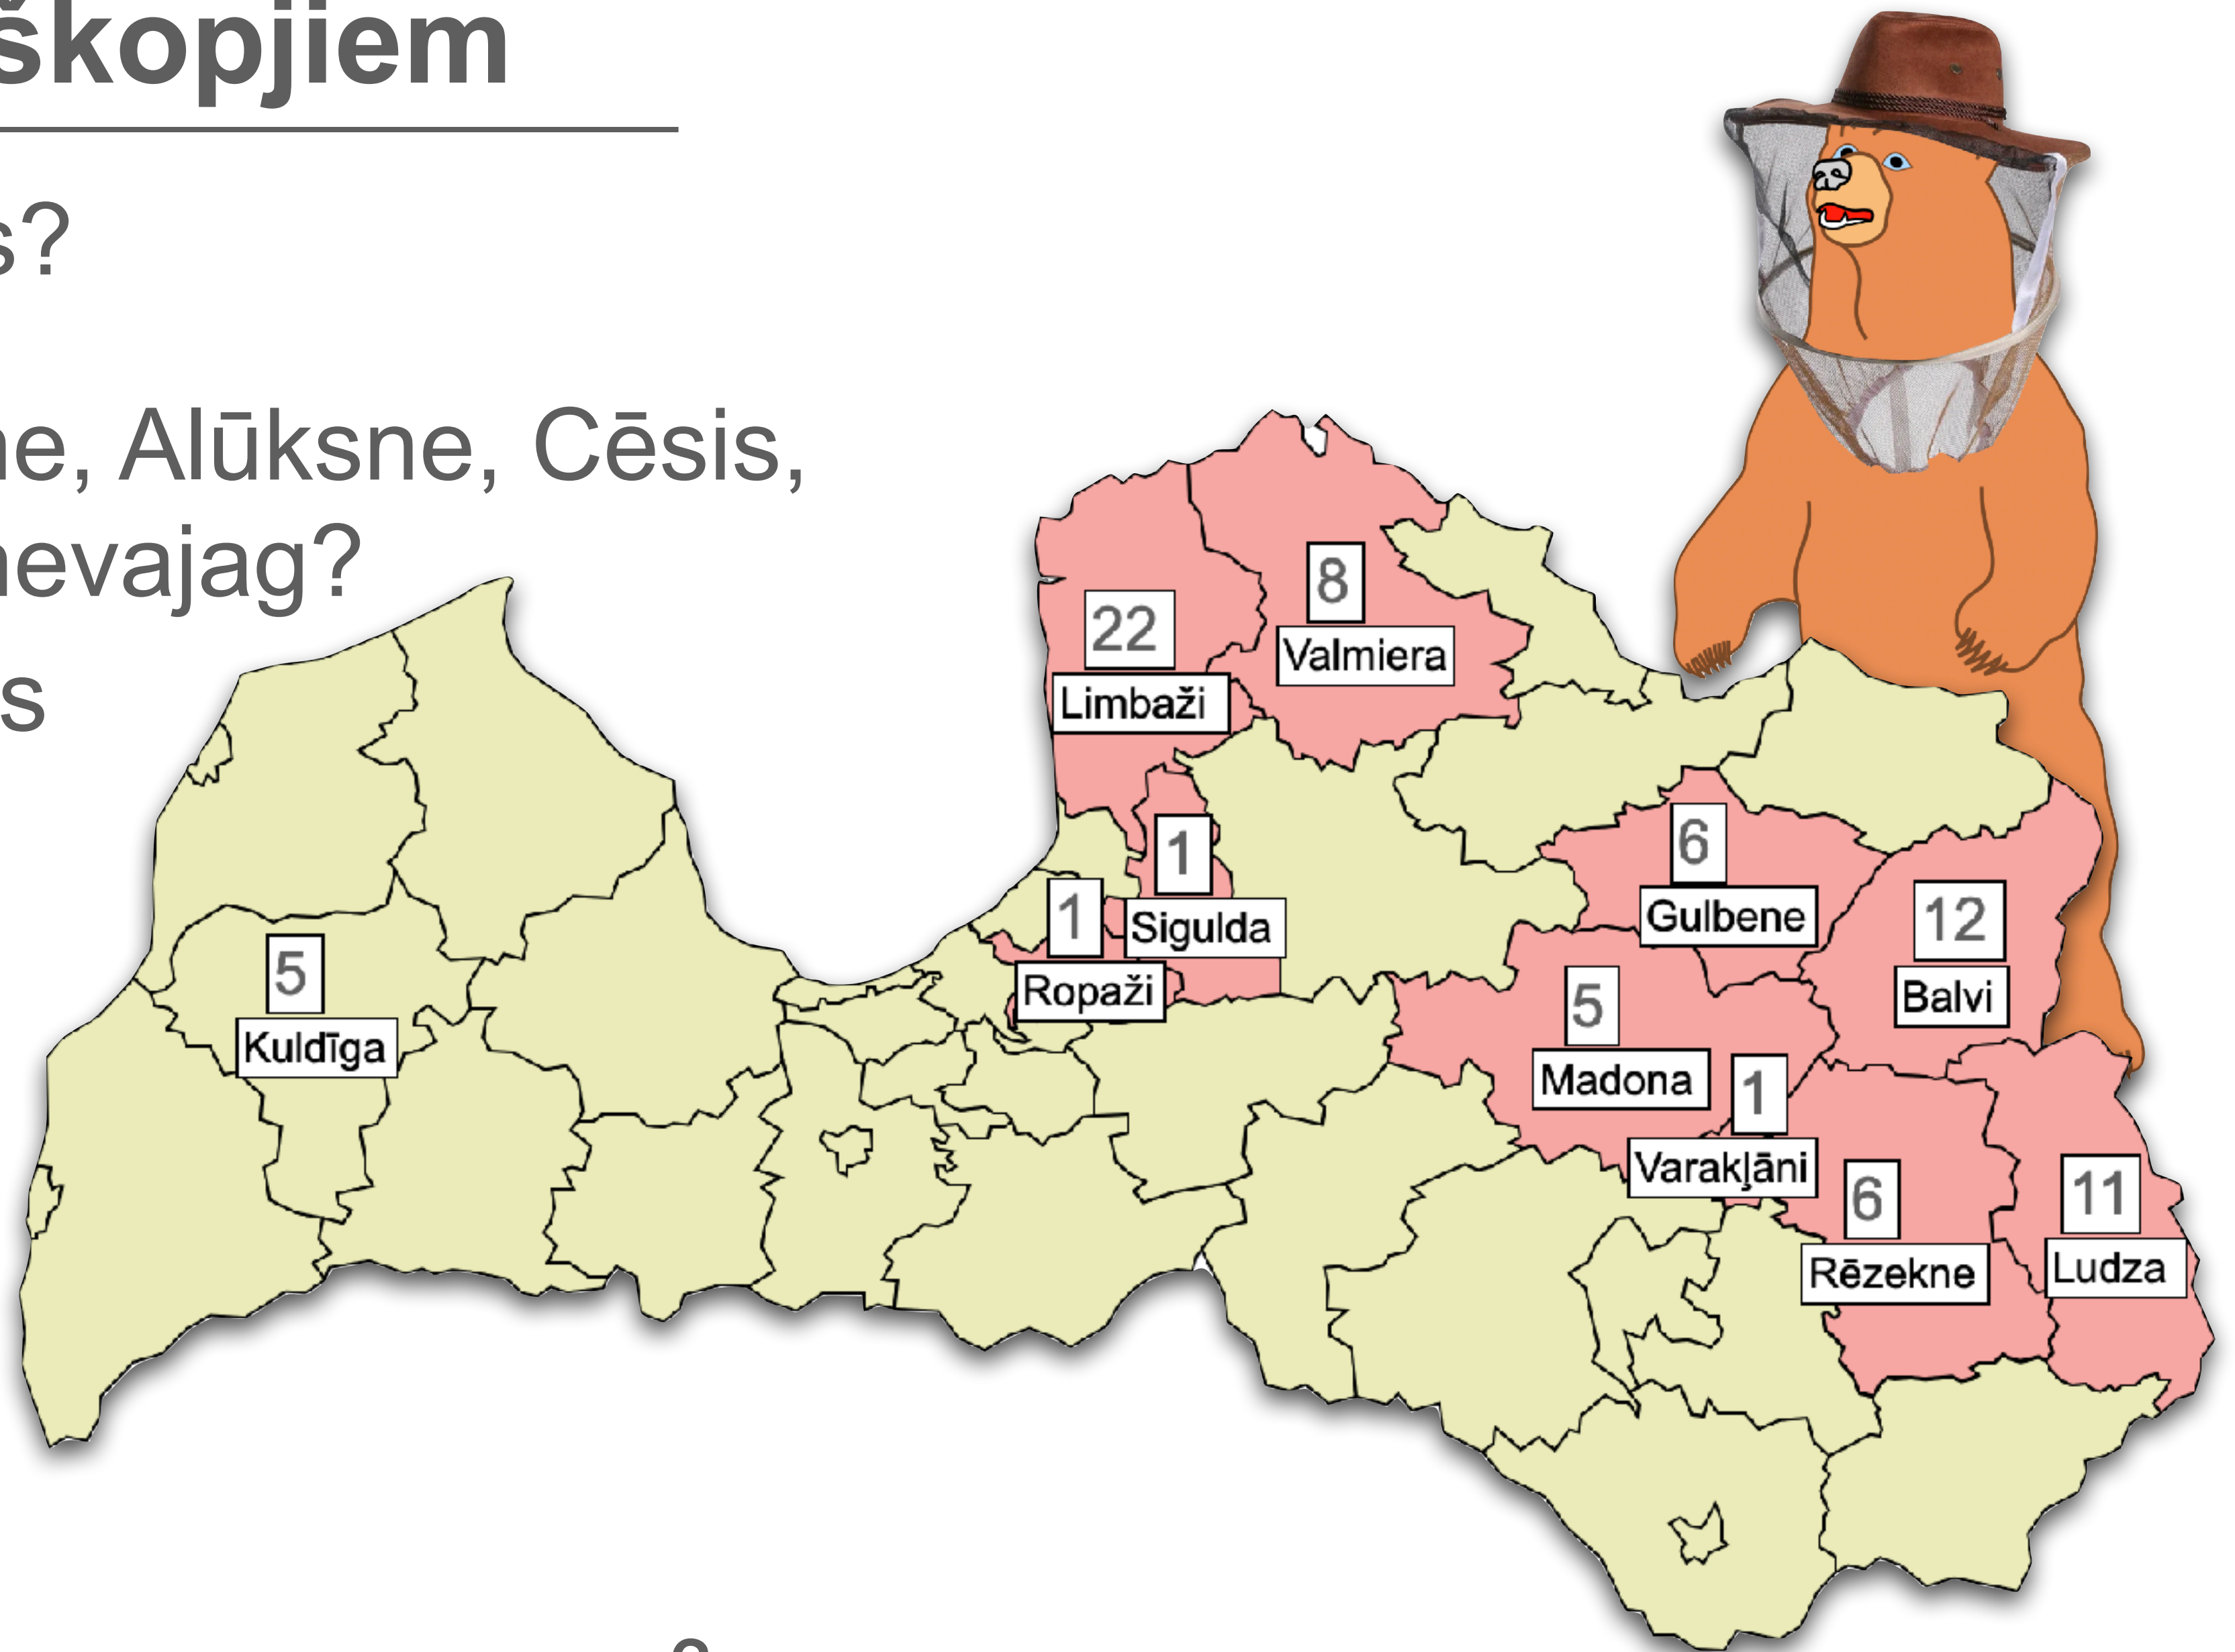 škopjiem
s?
ne, Alūksne, Cēsis,
nevajag?
s
22
Limbaži
8
Valmiera
1
Sigulda
1
Ropaži
6
Gulbene
12
Balvi
5
Kuldīga
5
Madona
1
Varakļāni
6
Rēzekne
11
Ludza